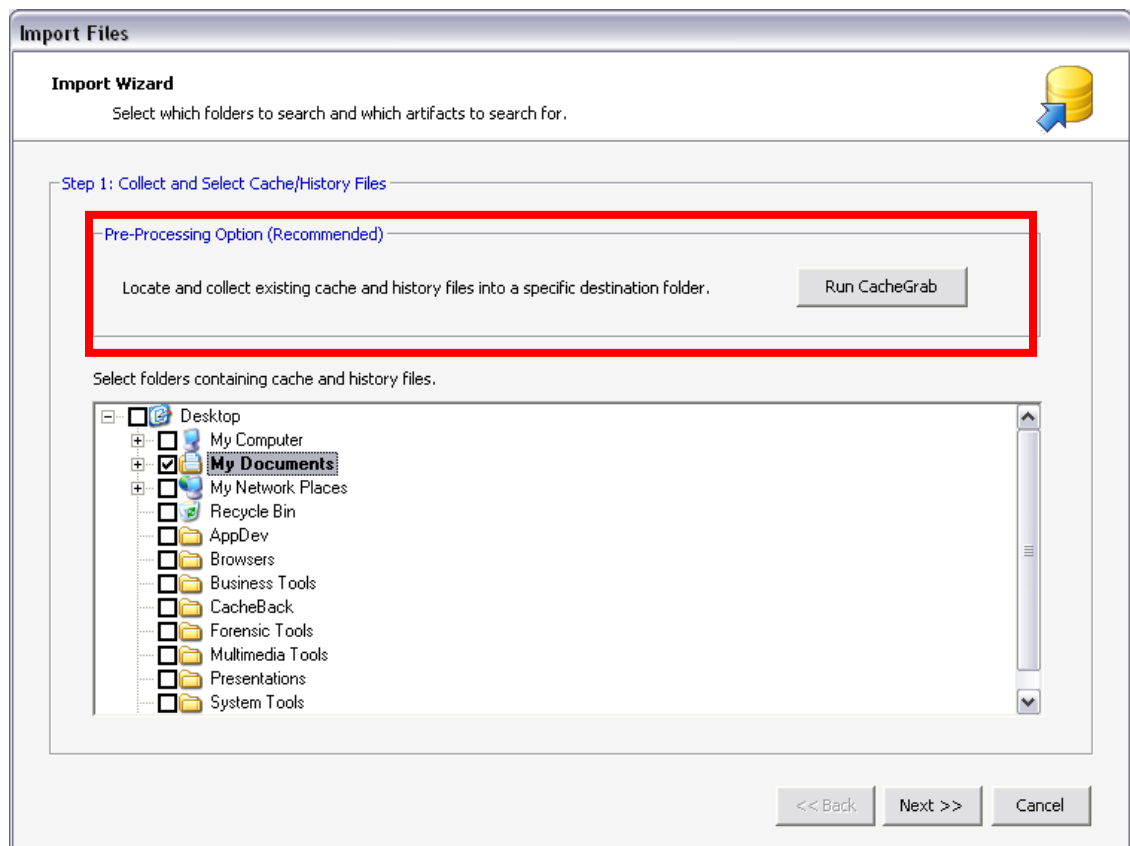 Import Files
Import Wizard
Select which folders to search and which artifacts to search for.
Step 1: Collect and Select Cache/History Files
Pre-Processing Option (Recommended)
Locate and collect existing cache and history files into a specific destination folder.
Run CacheGrab
Select folders containing cache and history files.
Desktop
My Computer
My Documents
My Network Places
Recycle Bin
AppDev
Browsers
Business Tools
CacheBack
Forensic Tools
Multimedia Tools
Presentations
System Tools
<< Back Next >> Cancel